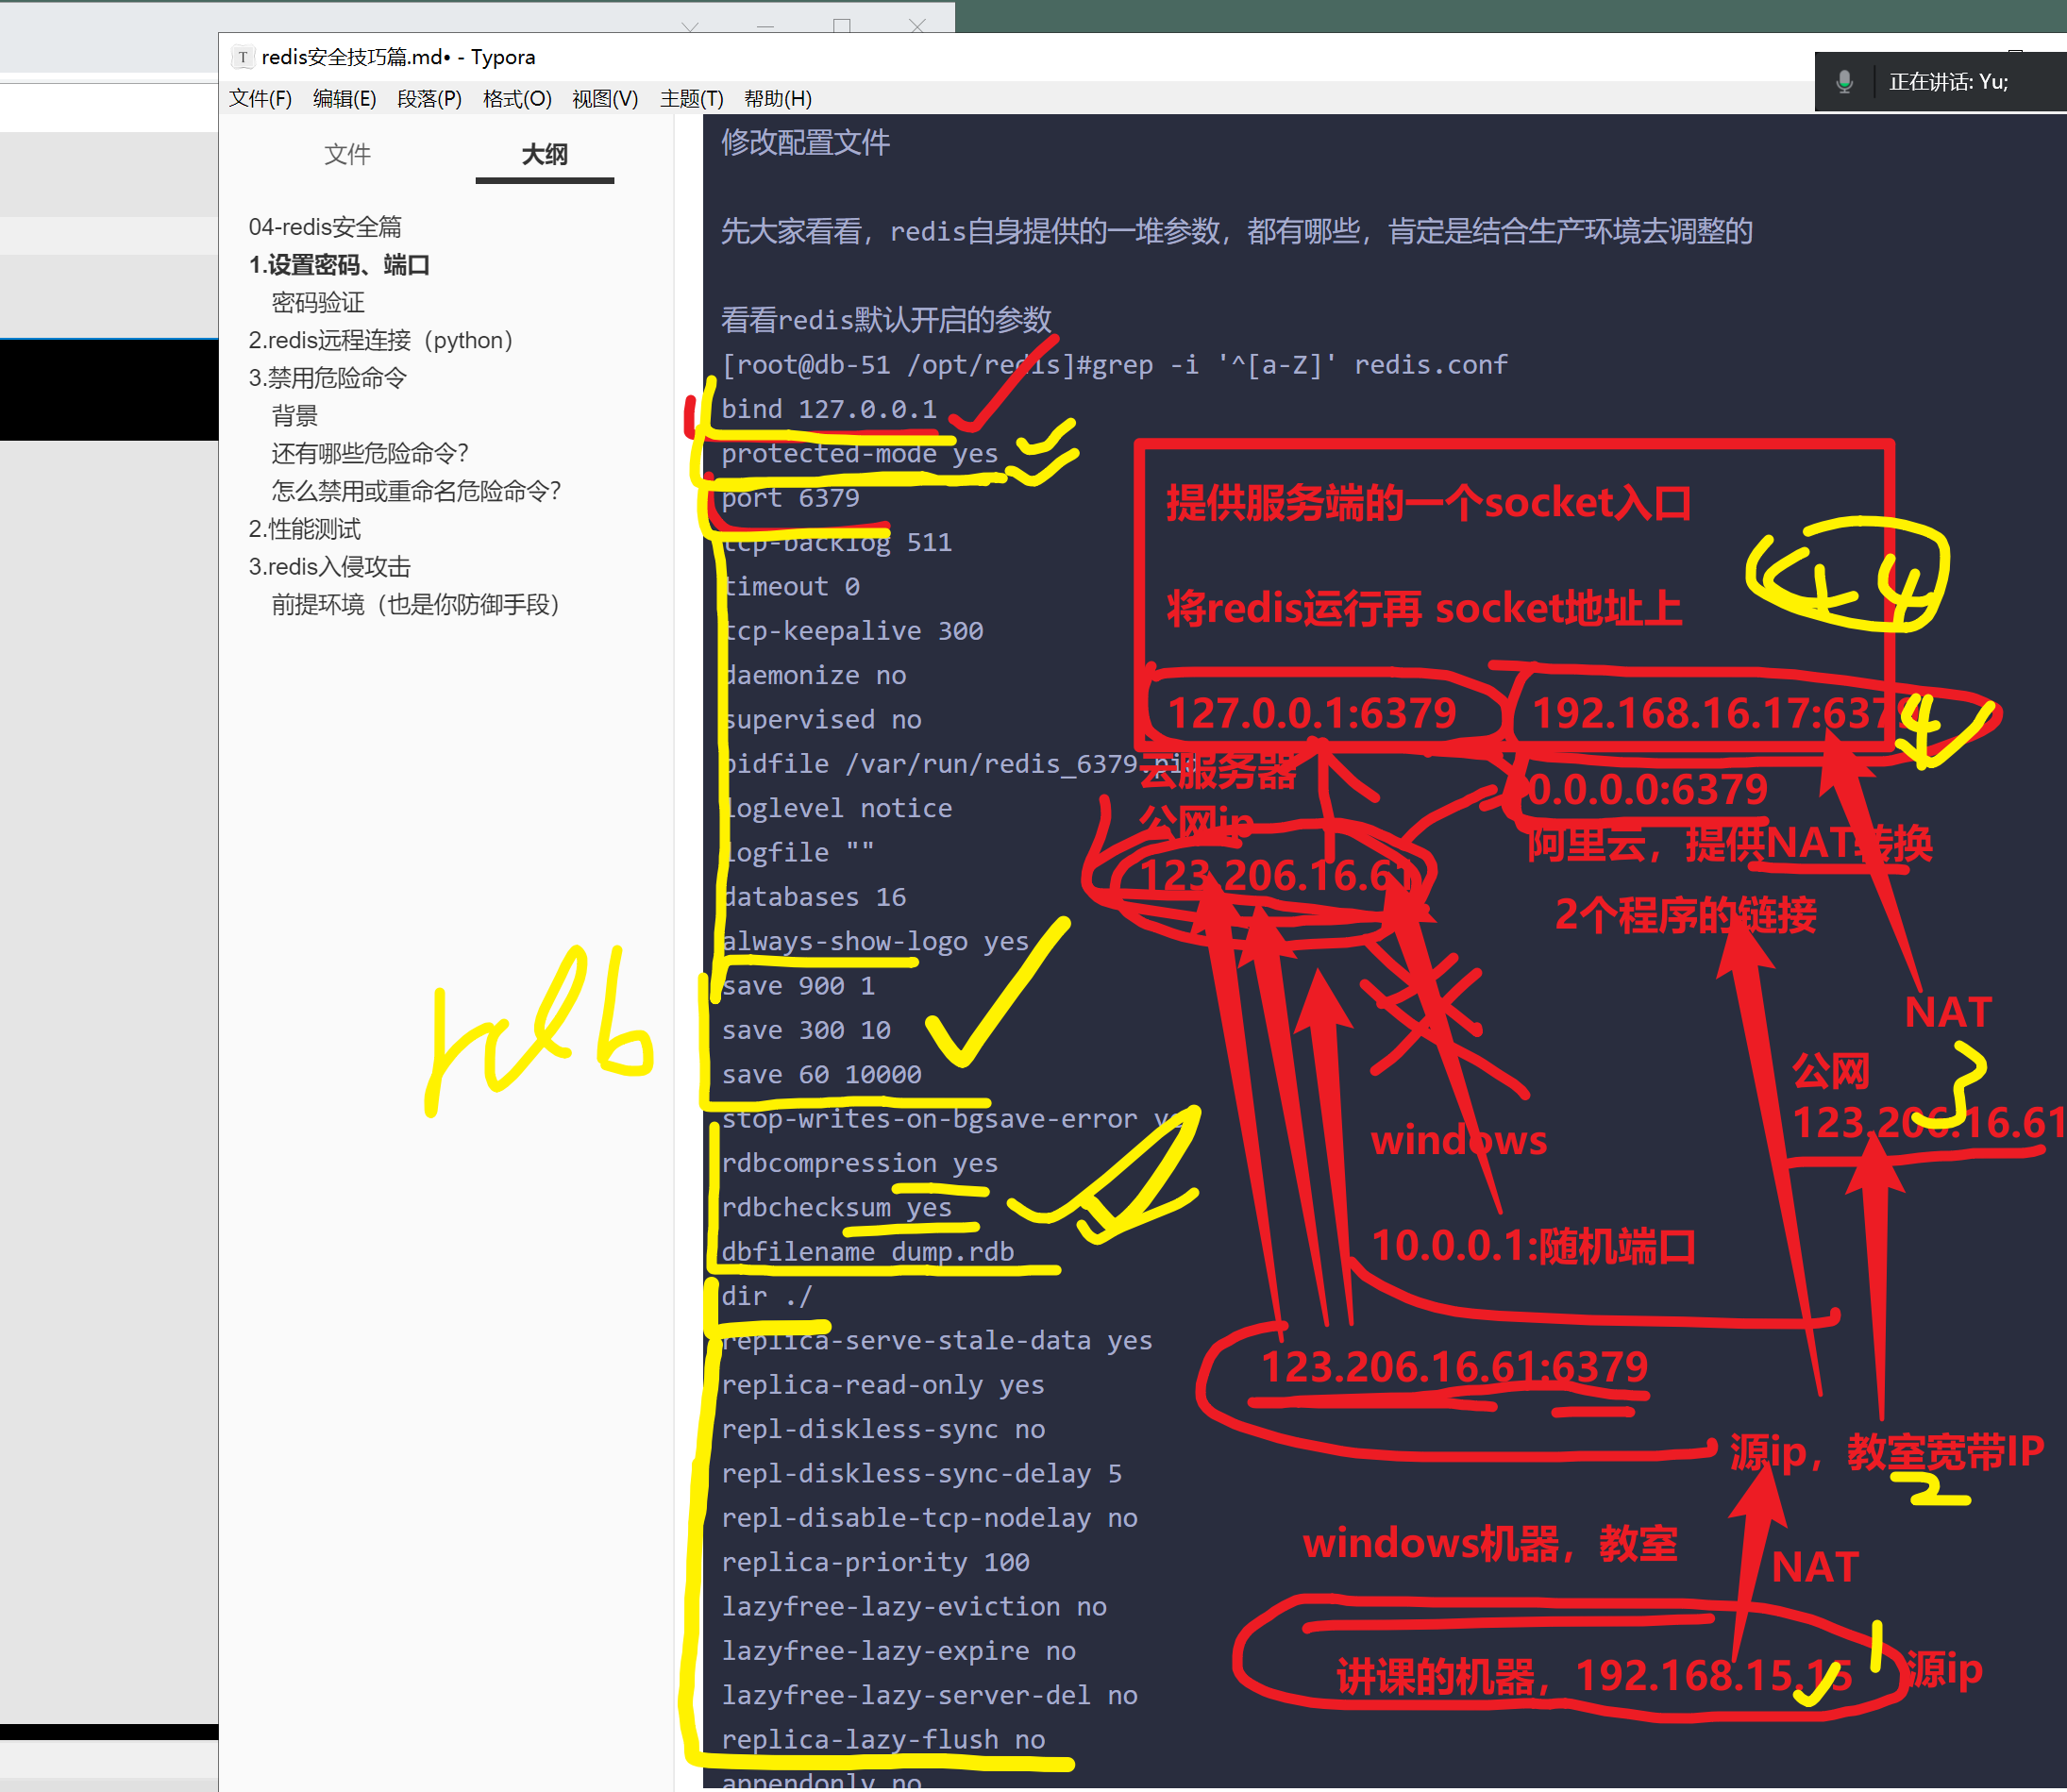 redis安全技巧篇.md• - Typora
正在讲话: Yu;
文件(F) 编辑(E) 段落(P) 格式(O) 视图(V) 主题(T) 帮助(H)
文件 大纲
04-redis安全篇
1.设置密码、端口
密码验证
2.redis远程连接（python）
3.禁用危险命令
背景
还有哪些危险命令？
怎么禁用或重命名危险命令？
2.性能测试
3.redis入侵攻击
前提环境（也是你防御手段）
修改配置文件
先大家看看，redis自身提供的一堆参数，都有哪些，肯定是结合生产环境去调整的
看看redis默认开启的参数
[root@db-51 /opt/redis]#grep -i '^[a-Z]' redis.conf
bind 127.0.0.1
protected-mode yes
port 6379
tcp-backlog 511
timeout 0
tcp-keepalive 300
daemonize no
supervised no
pidfile /var/run/redis_6379.pid
loglevel notice
logfile ""
databases 16
always-show-logo yes
save 900 1
save 300 10
save 60 10000
stop-writes-on-bgsave-error yes
rdbcompression yes
rdbchecksum yes
dbfilename dump.rdb
dir ./
replica-serve-stale-data yes
replica-read-only yes
repl-diskless-sync no
repl-diskless-sync-delay 5
repl-disable-tcp-nodelay no
replica-priority 100
lazyfree-lazy-eviction no
lazyfree-lazy-expire no
lazyfree-lazy-server-del no
replica-lazy-flush no
appendonly no
rdb
提供服务端的一个socket入口
将redis运行再 socket地址上
127.0.0.1:6379 192.168.16.17:6379
4
云服务器
0.0.0.0:6379
公网ip
阿里云，提供NAT转换
123.206.16.61
2个程序的链接
NAT
公网
123.206.16.61
3
windows
10.0.0.1:随机端口
123.206.16.61:6379
源ip，教室宽带IP
2
windows机器，教室
NAT
讲课的机器，192.168.15.15
1
源ip